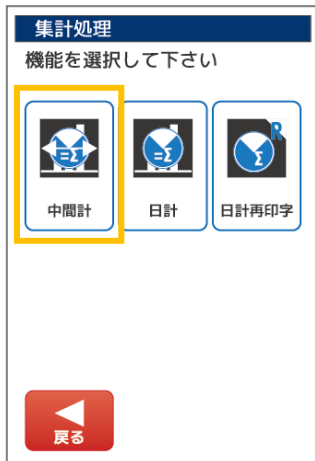 集計処理
機能を選択して下さい
=Σ =Σ Σ R
中間計 日計 日計再印字
戻る